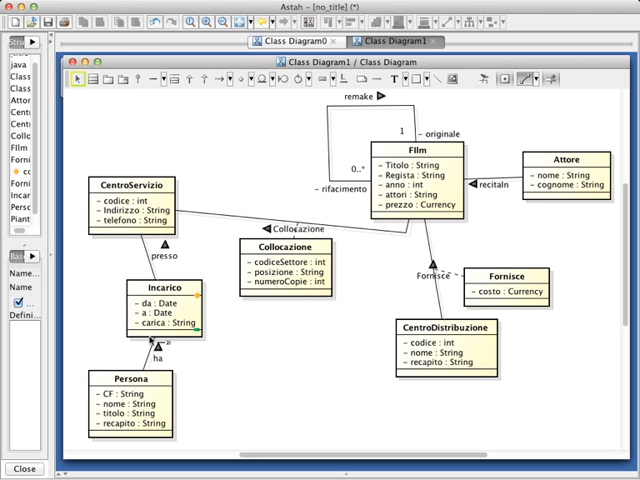 Astah - [no_title] (*)
Class Diagram0
Class Diagram1
Class Diagram1 / Class Diagram
java
Class
Class
Attor
Centr
Centr
Collo
FIlm
Forni
co
Forni
Incari
Perso
Piant
Base
Name...
Name
...
Defini...
Close
T
remake
1
- originale
0..*
- rifacimento
FIlm
- Titolo : String
- Regista : String
- anno : int
- attori : String
- prezzo : Currency
recitaIn
Attore
- nome : String
- cognome : String
CentroServizio
- codice : int
- Indirizzo : String
- telefono : String
Collocazione
Collocazione
- codiceSettore : int
- posizione : String
- numeroCopie : int
presso
Fornisce
Fornisce
- costo : Currency
Incarico
- da : Date
- a : Date
- carica : String
ha
CentroDistribuzione
- codice : int
- nome : String
- recapito : String
Persona
- CF : String
- nome : String
- titolo : String
- recapito : String